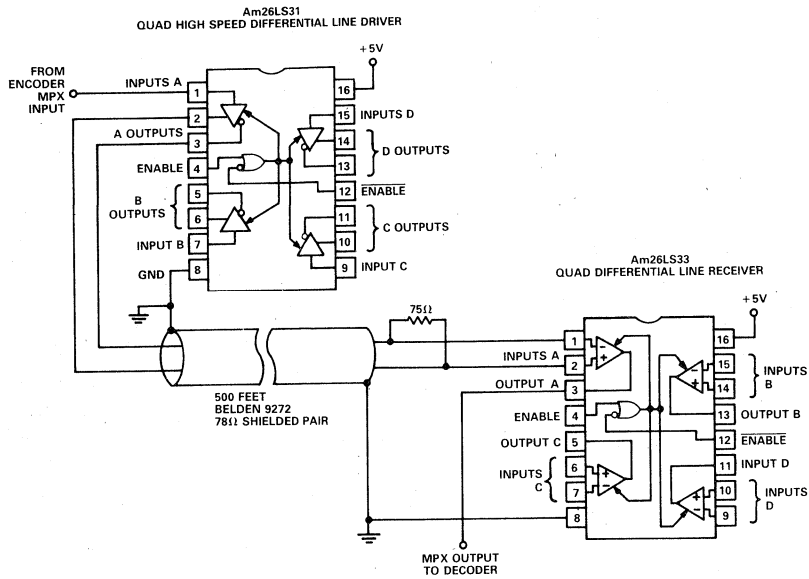 Am26LS31
QUAD HIGH SPEED DIFFERENTIAL LINE DRIVER
+5V
FROM
ENCODER
MPX
INPUT
INPUTS A
1
16
2
15
INPUTS D
A OUTPUTS
3
14
D OUTPUTS
ENABLE
4
13
B
OUTPUTS
5
12
ENABLE
6
11
C OUTPUTS
INPUT B
7
10
GND
8
9
INPUT C
Am26LS33
QUAD DIFFERENTIAL LINE RECEIVER
+5V
75Ω
1
16
INPUTS A
2
15
INPUTS
B
OUTPUT A
3
14
ENABLE
4
13
OUTPUT B
OUTPUT C
5
12
ENABLE
INPUTS
C
6
11
INPUT D
7
10
INPUTS
D
8
9
500 FEET
BELDEN 9272
78Ω SHIELDED PAIR
MPX OUTPUT
TO DECODER